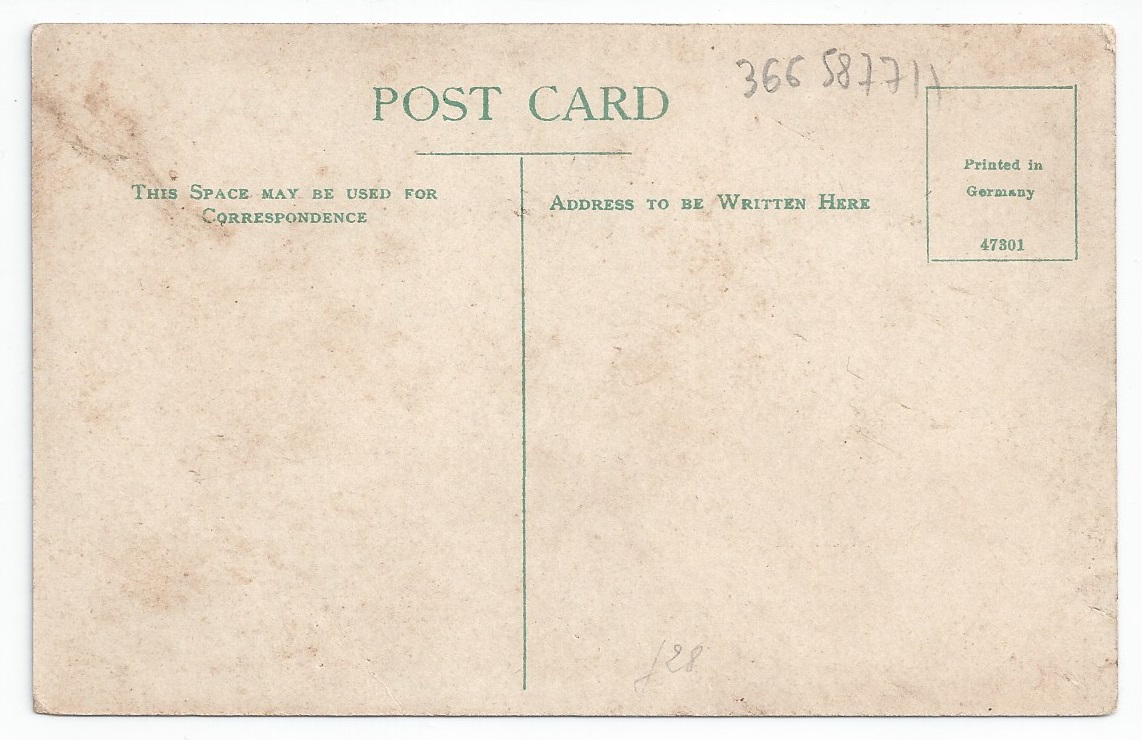 366 587711
POST CARD
THIS SPACE MAY BE USED FOR
CORRESPONDENCE
ADDRESS TO BE WRITTEN HERE
Printed in
Germany
47301